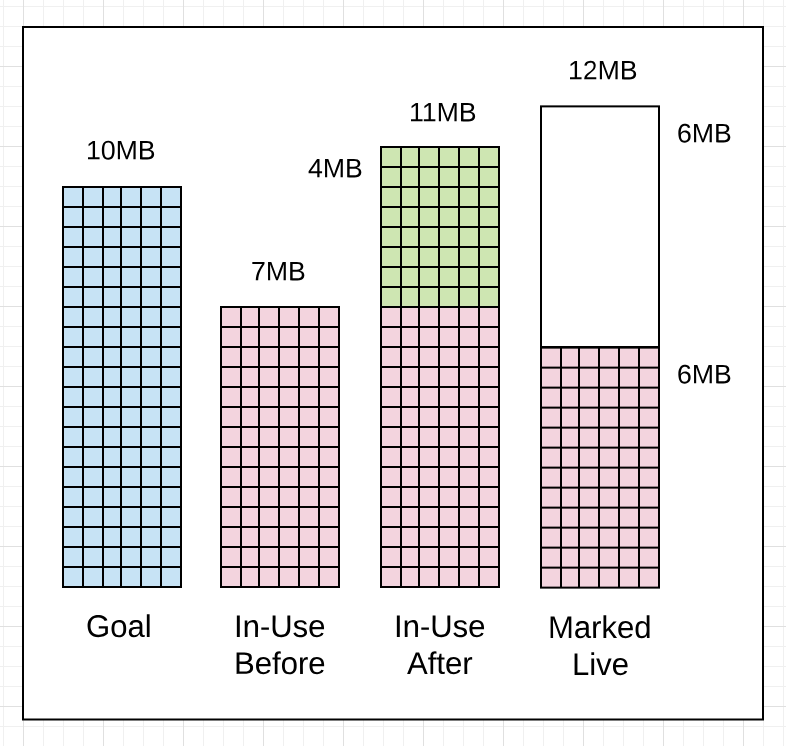 12MB
11MB
6MB
10MB
4MB
7MB
6MB
Goal
In-Use
Before
In-Use
After
Marked
Live